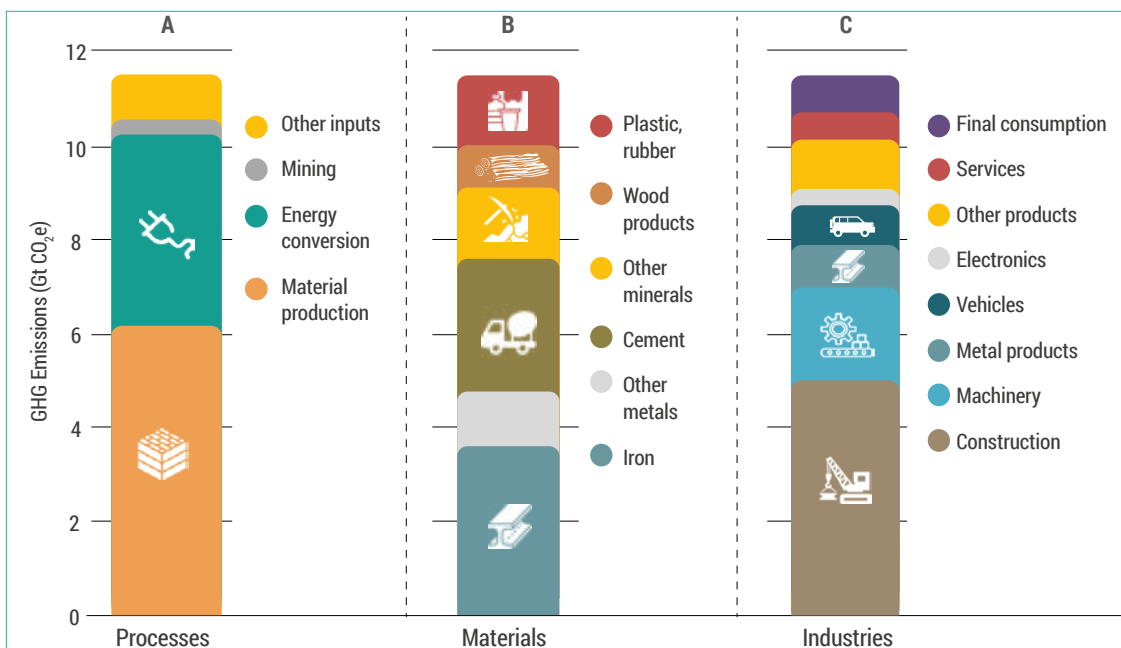 A
B
C
GHG Emissions (Gt CO2e)
12
10
8
6
4
2
0
Other inputs
Mining
Energy
conversion
Material
production
Plastic,
rubber
Wood
products
Other
minerals
Cement
Other
metals
Iron
Final consumption
Services
Other products
Electronics
Vehicles
Metal products
Machinery
Construction
Processes
Materials
Industries